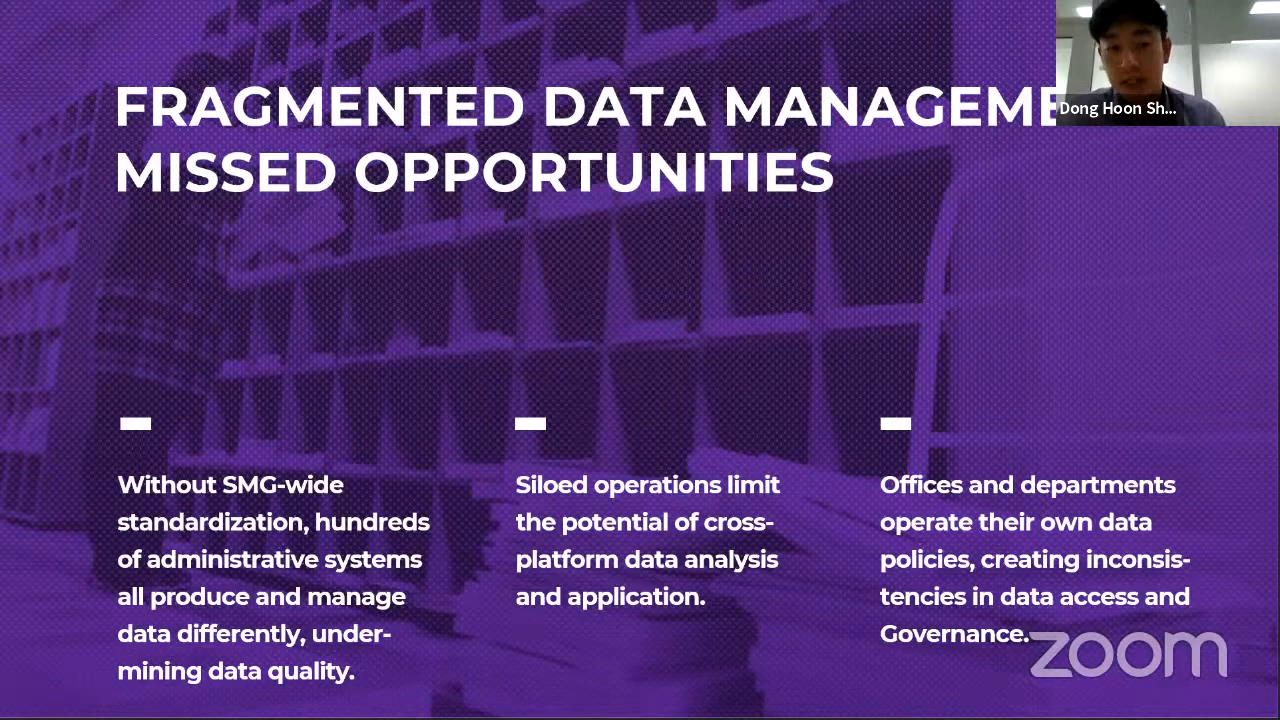 FRAGMENTED DATA MANAGEME
MISSED OPPORTUNITIES
Dong Hoon Sh...
Without SMG-wide
standardization, hundreds
of administrative systems
all produce and manage
data differently, under-
mining data quality.
Siloed operations limit
the potential of cross-
platform data analysis
and application.
Offices and departments
operate their own data
policies, creating inconsis-
tencies in data access and
Governance.
zoom